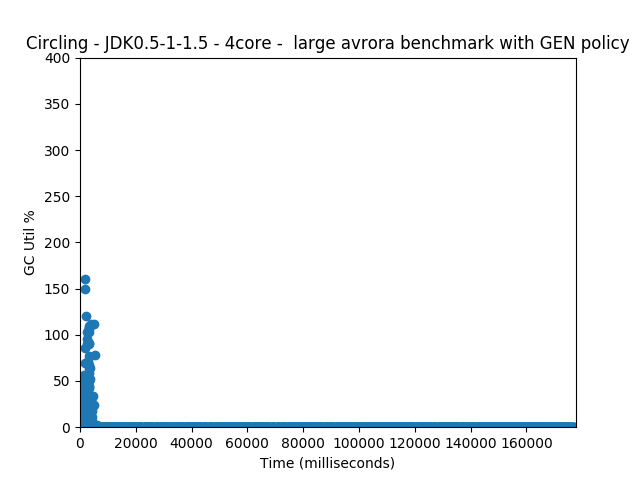 Circling - JDK0.5-1-1.5 - 4core -  large avrora benchmark with GEN policy
400
350
300
250
200
150
100
50
0
GC Util %
0 20000 40000 60000 80000 100000 120000 140000 160000
Time (milliseconds)